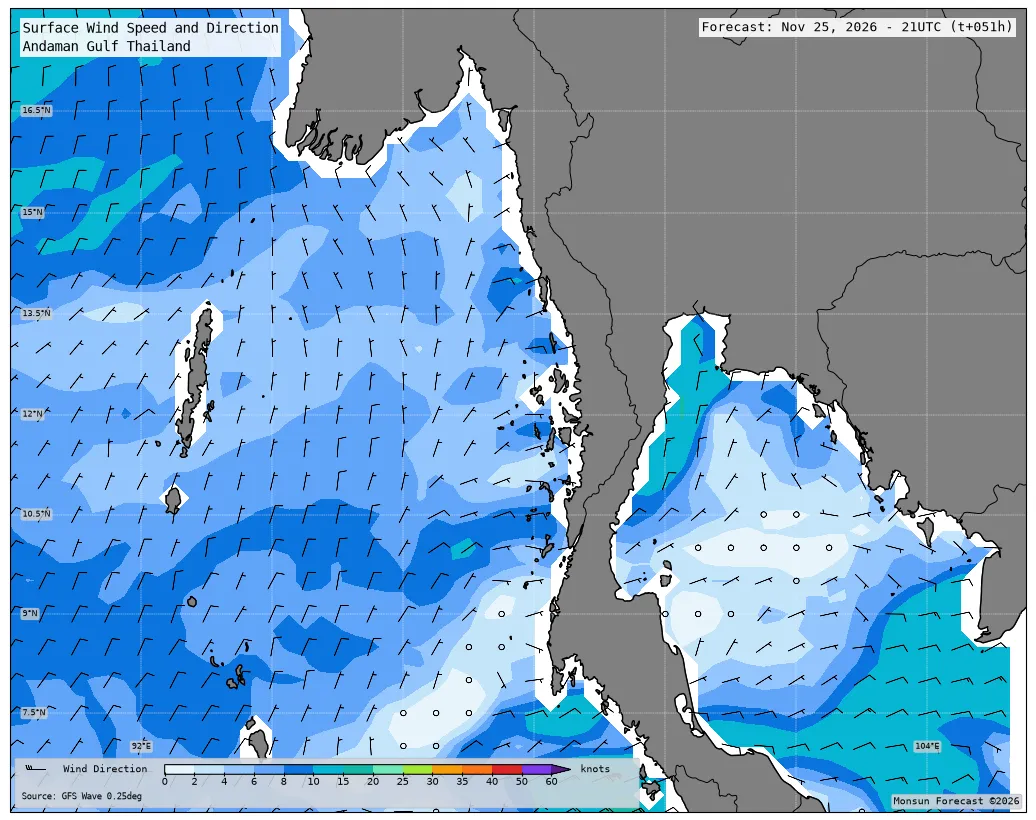 Surface Wind Speed and Direction
Andaman Gulf Thailand
Forecast: Nov 25, 2026 - 21UTC (t+051h)
16.5°N
15°N
13.5°N
12°N
10.5°N
9°N
7.5°N
92°E
104°E
Wind Direction
0 2 4 6 8 10 15 20 25 30 35 40 50 60
knots
Source: GFS Wave 0.25deg
Monsun Forecast ©2026